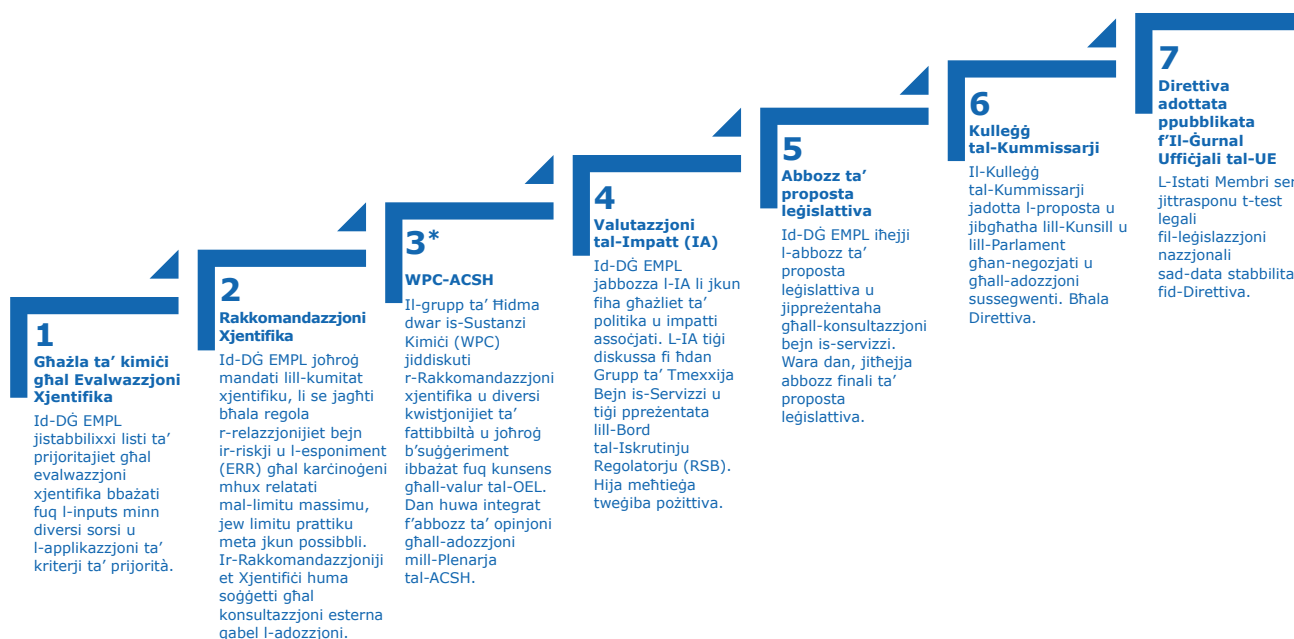 1
Għażla ta’ kimiċi
għal Evalwazzjoni
Xjentifika
Id-DĠ EMPL
jistabbilixxi listi ta’
prijoritajiet għal
evalwazzjoni
xjentifika bbażati
fuq l-inputs minn
diversi sorsi u
l-applikazzjoni ta’
kriterji ta’ prijorità.
2
Rakkomandazzjoni
Xjentifika
Id-DĠ EMPL joħroġ
mandati lill-kumitat
xjentifiku, li se jagħti
bħala regola
r-relazzjonijiet bejn
ir-riskji u l-esponiment
(ERR) għal karċinoġeni
mhux relatati
mal-limitu massimu,
jew limitu prattiku
meta jkun possibbli.
Ir-Rakkomandazzjoniji
et Xjentifiċi huma
soġġetti għal
konsultazzjoni esterna
qabel l-adozzjoni.
3*
WPC-ACSH
Il-grupp ta’ Ħidma
dwar is-Sustanzi
Kimiċi (WPC)
jiddiskuti
r-Rakkomandazzjoni
xjentifika u diversi
kwistjonijiet ta’
fattibbiltà u joħroġ
b’suġġeriment
ibbażat fuq kunsens
għall-valur tal-OEL.
Dan huwa integrat
f’abbozz ta’ opinjoni
għall-adozzjoni
mill-Plenarja
tal-ACSH.
4
Valutazzjoni
tal-Impatt (IA)
Id-DĠ EMPL
jabbozza l-IA li jkun
fiha għażliet ta’
politika u impatti
assoċjati. L-IA tiġi
diskussa fi ħdan
Grupp ta’ Tmexxija
Bejn is-Servizzi u
tiġi ppreżentata
lill-Bord
tal-Iskrutinju
Regolatorju (RSB).
Hija meħtieġa
tweġiba pożittiva.
5
Abbozz ta’
proposta
leġislattiva
Id-DĠ EMPL iħejji
l-abbozz ta’
proposta
leġislattiva u
jippreżentaha
għall-konsultazzjoni
bejn is-servizzi.
Wara dan, jitħejja
abbozz finali ta’
proposta
leġislattiva.
6
Kulleġġ
tal-Kummissarji
Il-Kulleġġ
tal-Kummissarji
jadotta l-proposta u
jibgħatha lill-Kunsill u
lill-Parlament
għan-negozjati u
għall-adozzjoni
sussegwenti. Bħala
Direttiva.
7
Direttiva
adottata
ppubblikata
f’Il-Ġurnal
Uffiċjali tal-UE
L-Istati Membri
jittrasponu t-test
legali
fil-leġislazzjoni
nazzjonali
sad-data stabbilita
fid-Direttiva.